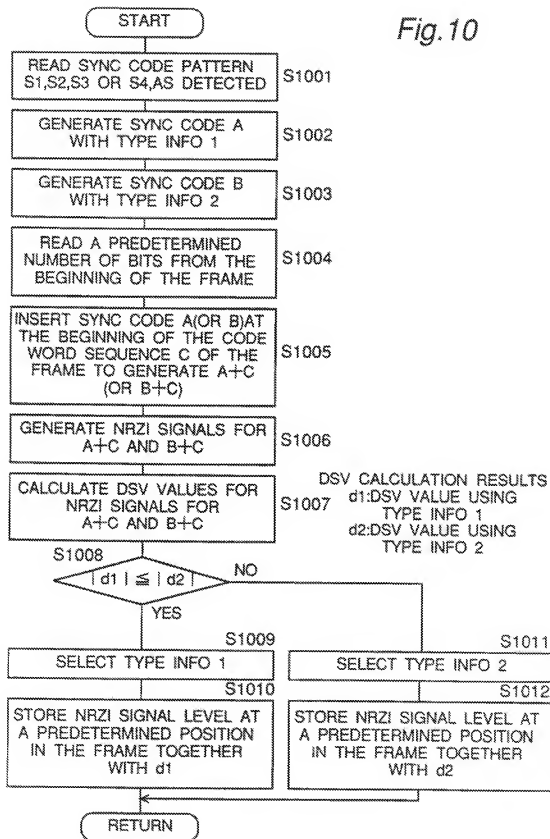 Fig.10
START
READ SYNC CODE PATTERN
S1,S2,S3 OR S4,AS DETECTED
S1001
GENERATE SYNC CODE A
WITH TYPE INFO 1
S1002
GENERATE SYNC CODE B
WITH TYPE INFO 2
S1003
READ A PREDETERMINED
NUMBER OF BITS FROM THE
BEGINNING OF THE FRAME
S1004
INSERT SYNC CODE A(OR B)AT
THE BEGINNING OF THE CODE
WORD SEQUENCE C OF THE
FRAME TO GENERATE A+C
(OR B+C)
S1005
GENERATE NRZI SIGNALS FOR
A+C AND B+C
S1006
CALCULATE DSV VALUES FOR
NRZI SIGNALS FOR
A+C AND B+C
S1007
DSV CALCULATION RESULTS
d1:DSV VALUE USING
TYPE INFO 1
d2:DSV VALUE USING
TYPE INFO 2
S1008
| d1 | ≦ | d2 |
NO
YES
S1009
SELECT TYPE INFO 1
S1010
STORE NRZI SIGNAL LEVEL AT
A PREDETERMINED POSITION
IN THE FRAME TOGETHER
WITH d1
S1011
SELECT TYPE INFO 2
S1012
STORE NRZI SIGNAL LEVEL AT
A PREDETERMINED POSITION
IN THE FRAME TOGETHER
WITH d2
RETURN